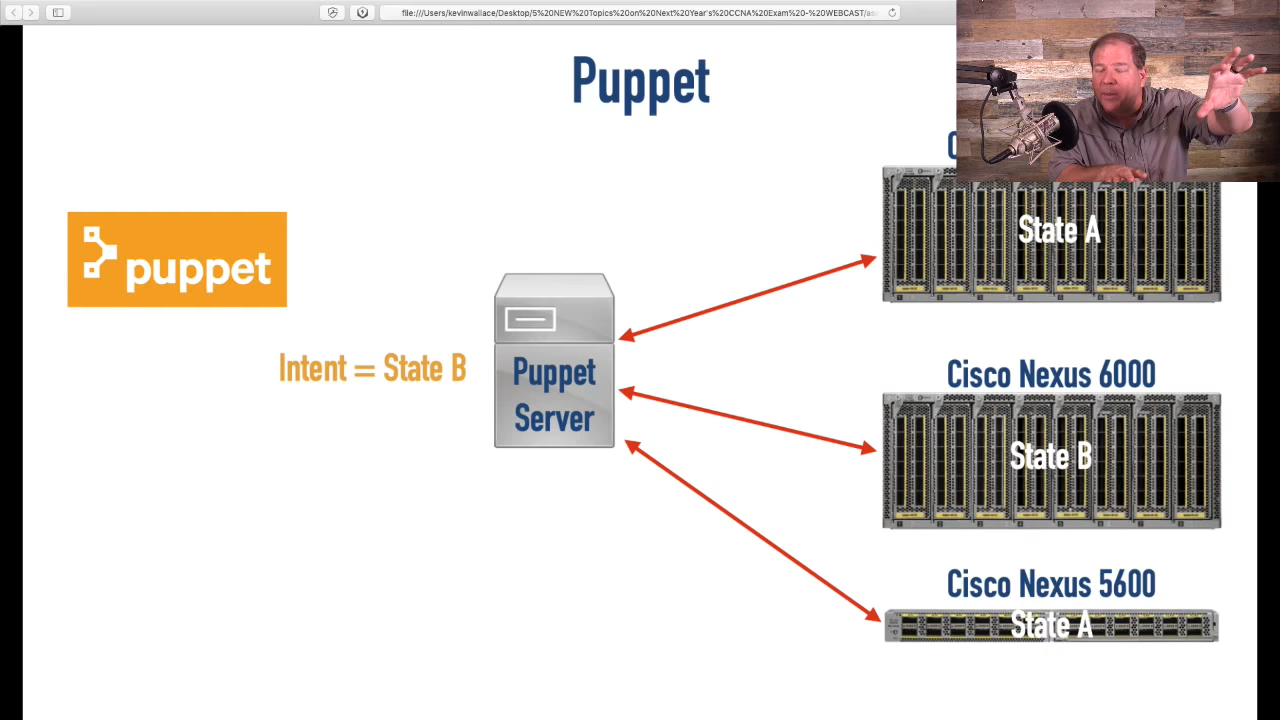 file:///Users/kevinwallace/Desktop/5%20NEW%20Topics%20on%20Next%20Year's%20CCNA%20Exam%20-%20WEBCAST/as
Puppet
State A
puppet
Intent = State B
Puppet
Server
Cisco Nexus 6000
State B
Cisco Nexus 5600
State A